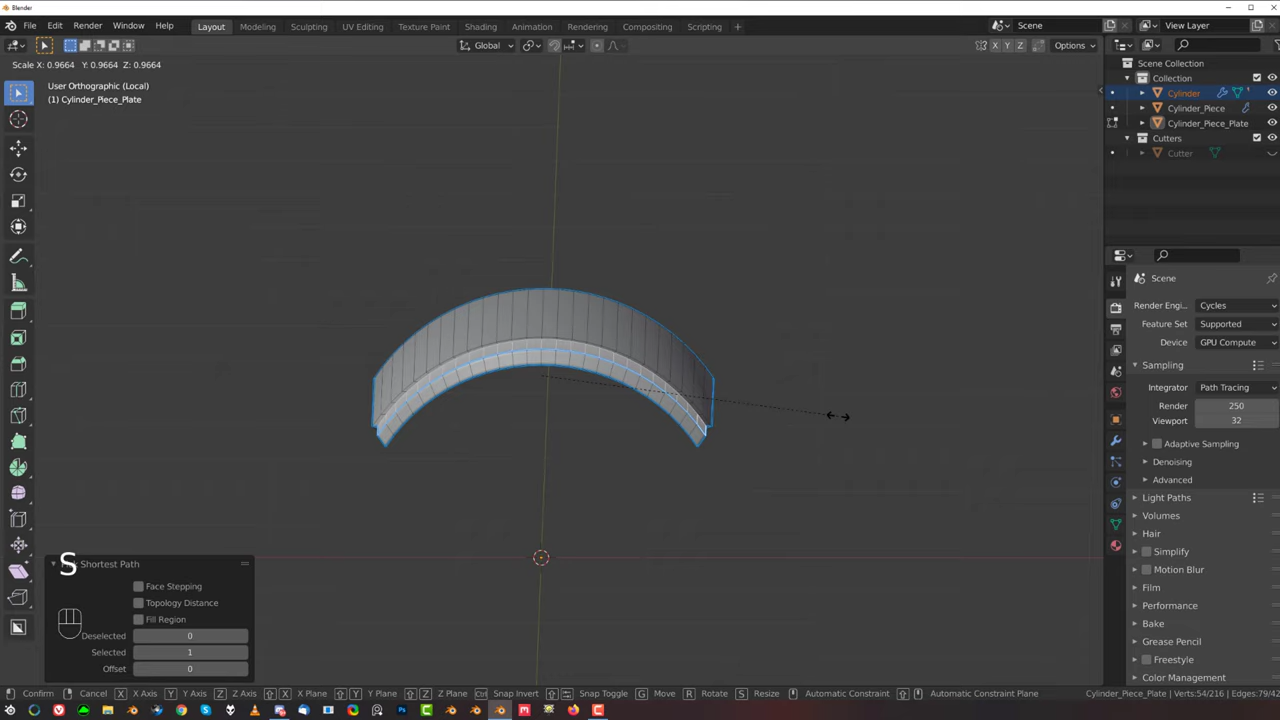 Blender
File Edit Render Window Help
Layout Modeling Sculpting UV Editing Texture Paint Shading Animation Rendering Compositing Scripting +
Scene View Layer
Global X Y Z Options
Scale X: 0.9664 Y: 0.9664 Z: 0.9664
User Orthographic (Local)
(1) Cylinder_Piece_Plate
Scene Collection
Collection
Cylinder
Cylinder_Piece
Cylinder_Piece_Plate
Cutters
Cutter
Scene
Render Engi... Cycles
Feature Set Supported
Device GPU Compute
Sampling
Integrator Path Tracing
Render 250
Viewport 32
Adaptive Sampling
Denoising
Advanced
Light Paths
Volumes
Hair
Simplify
Motion Blur
Film
Performance
Bake
Grease Pencil
Freestyle
Color Management
S
Shortest Path
Face Stepping
Topology Distance
Fill Region
Deselected 0
Selected 1
Offset 0
Confirm Cancel X X Axis Y Y Axis Z Z Axis X X Plane Y Y Plane Z Z Plane Ctrl Snap Invert Snap Toggle G Move R Rotate S Resize Automatic Constraint Automatic Constraint Plane
Cylinder_Piece_Plate | Verts:54/216 | Edges:79/42